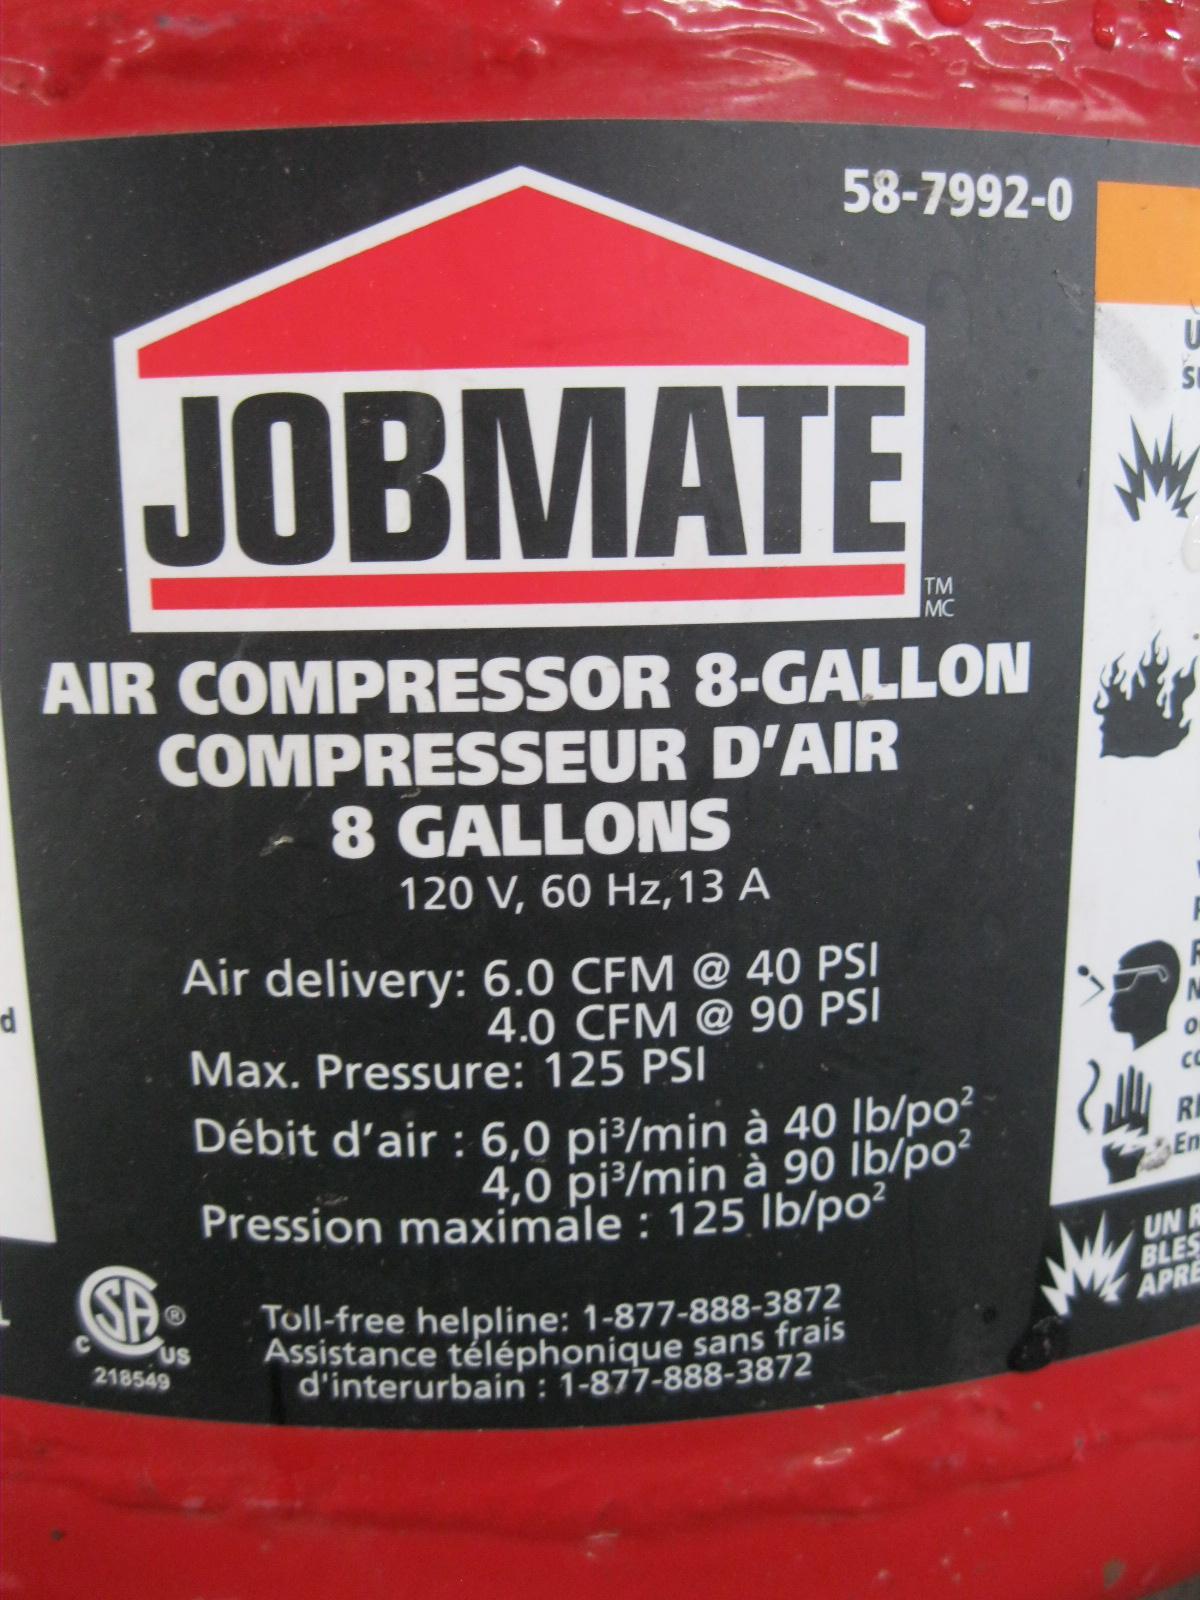 58-7992-0
JOBMATE
TM
MC
AIR COMPRESSOR 8-GALLON
COMPRESSEUR D'AIR
8 GALLONS
120 V, 60 Hz, 13 A
Air delivery: 6.0 CFM @ 40 PSI
4.0 CFM @ 90 PSI
Max. Pressure: 125 PSI
Débit d'air : 6,0 pi³/min à 40 lb/po²
4,0 pi³/min à 90 lb/po²
Pression maximale : 125 lb/po²
CSA ®
C US
218549
Toll-free helpline: 1-877-888-3872
Assistance téléphonique sans frais
d'interurbain : 1-877-888-3872
UN